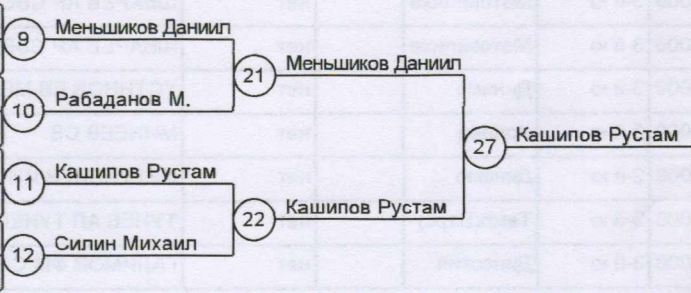 9 Меньшиков Даниил
21 Меньшиков Даниил
10 Рабаданов М.
27 Кашипов Рустам
11 Кашипов Рустам
22 Кашипов Рустам
12 Силин Михаил